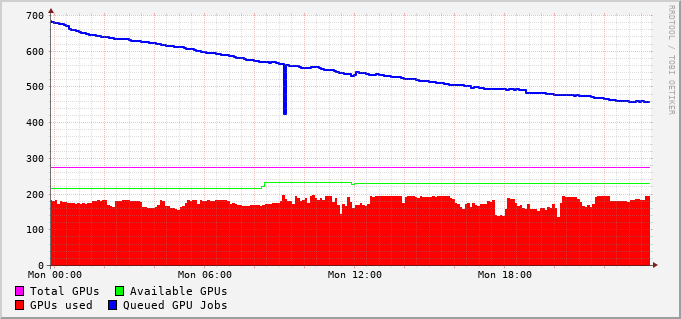 700
600
500
400
300
200
100
0
Mon 00:00 Mon 06:00 Mon 12:00 Mon 18:00
Total GPUs Available GPUs
GPUs used Queued GPU Jobs
RRDTOOL / TOBI OETIKER